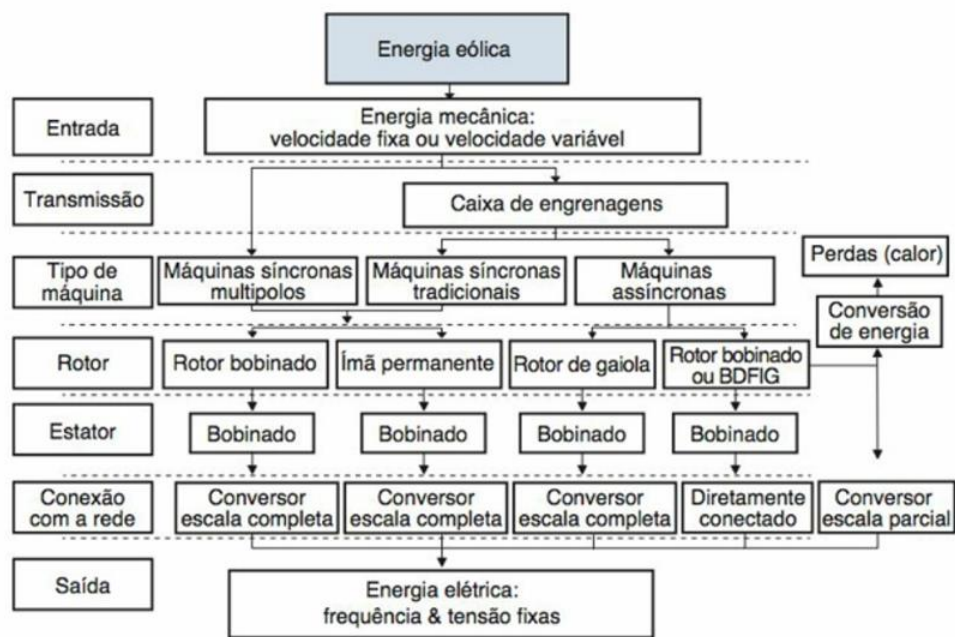 Energia eólica
Entrada
Energia mecânica:
velocidade fixa ou velocidade variável
Transmissão
Caixa de engrenagens
Tipo de
máquina
Máquinas síncronas
multipolos
Máquinas síncronas
tradicionais
Máquinas
assíncronas
Perdas (calor)
Conversão
de energia
Rotor
Rotor bobinado
Ímã permanente
Rotor de gaiola
Rotor bobinado
ou BDFIG
Estator
Bobinado
Bobinado
Bobinado
Bobinado
Conexão
com a rede
Conversor
escala completa
Conversor
escala completa
Conversor
escala completa
Diretamente
conectado
Conversor
escala parcial
Saída
Energia elétrica:
frequência & tensão fixas